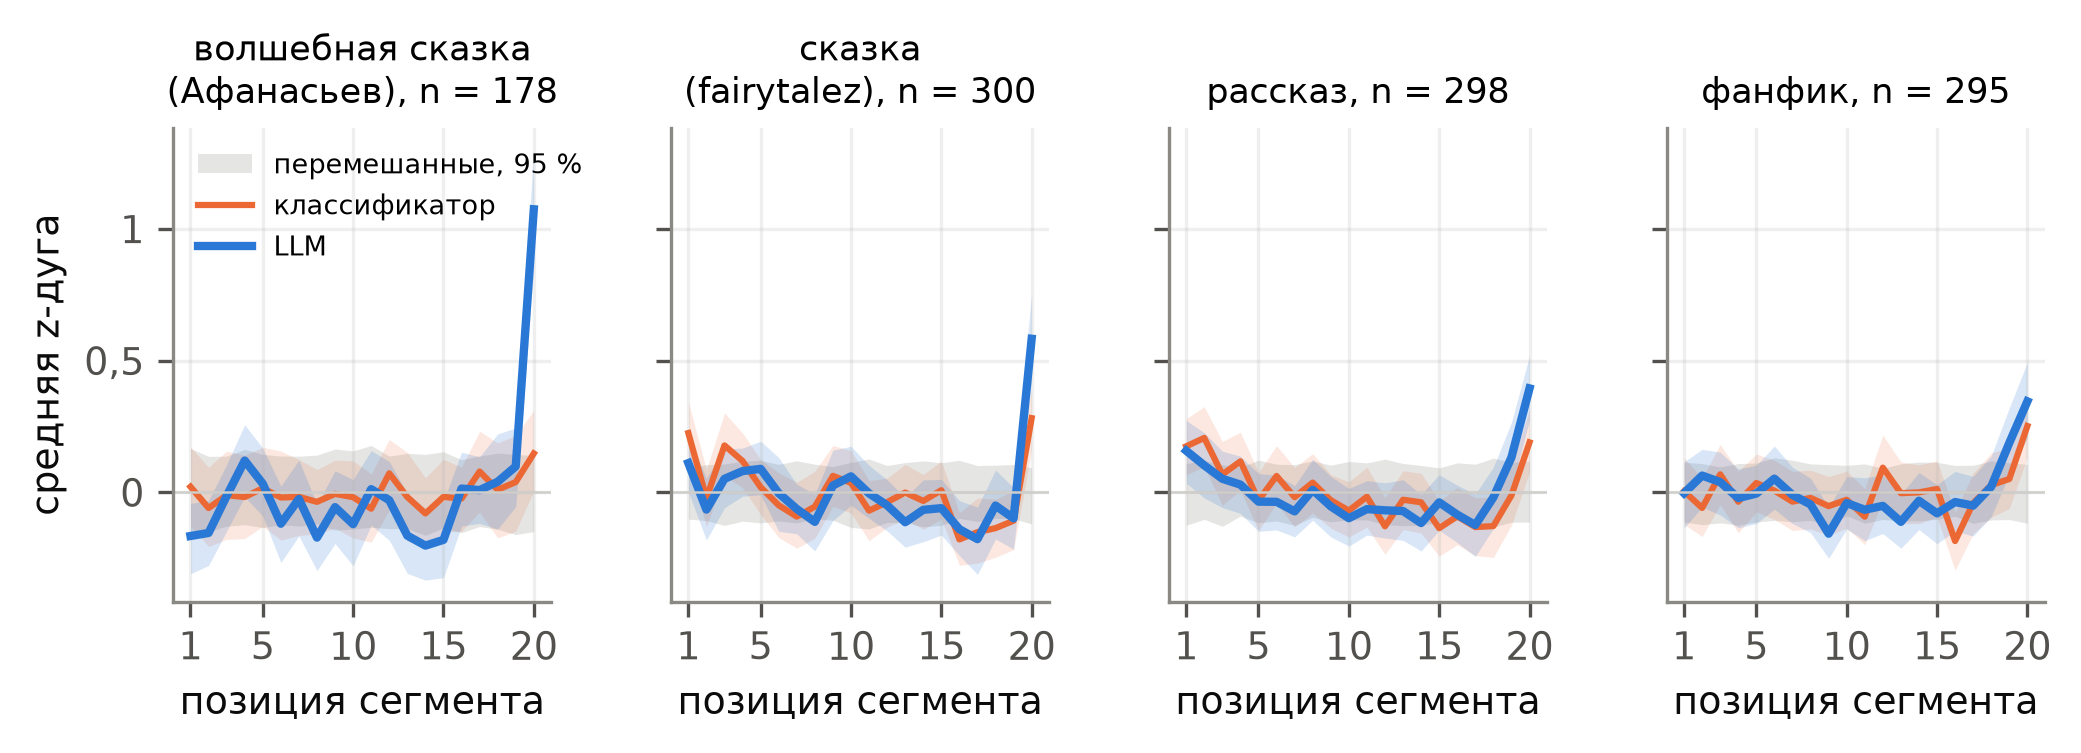 волшебная сказка
(Афанасьев), n = 178
сказка
(fairytalez), n = 300
рассказ, n = 298
фанфик, n = 295
перемешанные, 95 %
классификатор
LLM
средняя z-дуга
1
0,5
0
1 5 10 15 20
1 5 10 15 20
1 5 10 15 20
1 5 10 15 20
позиция сегмента
позиция сегмента
позиция сегмента
позиция сегмента